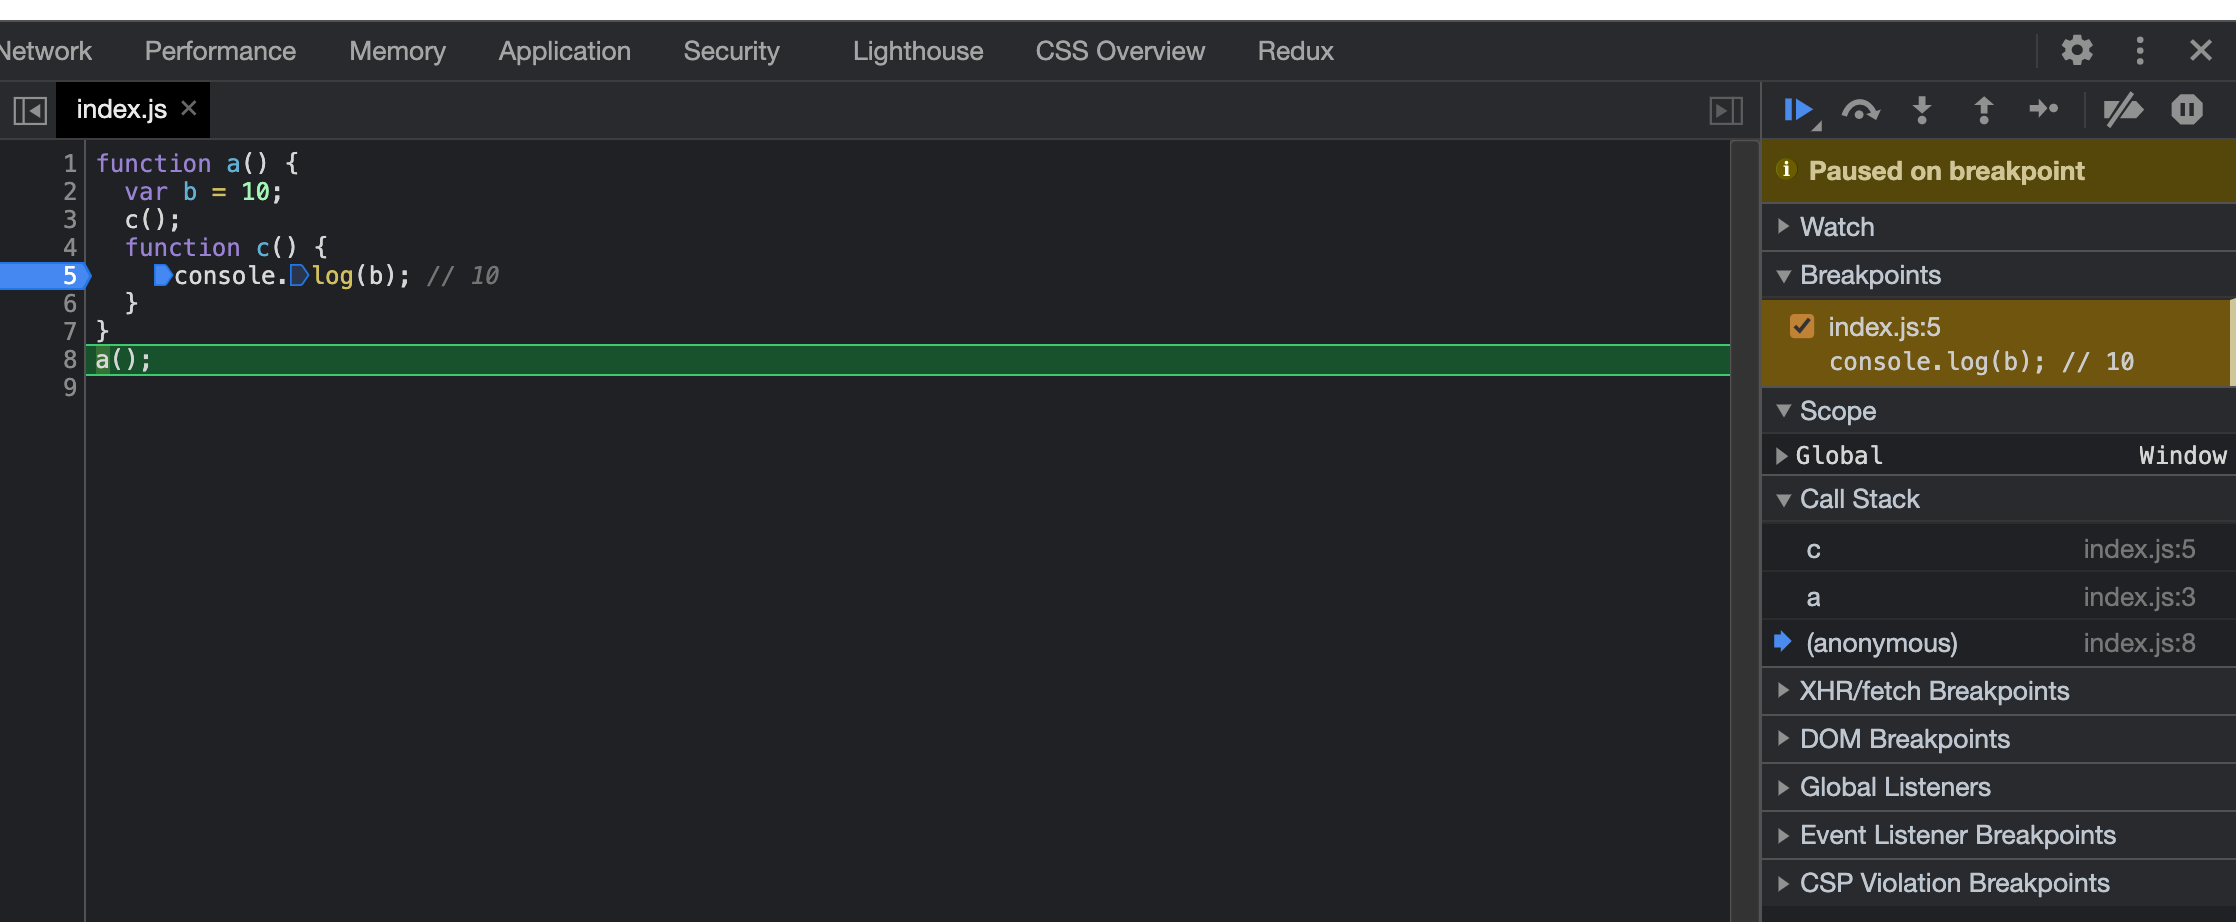 Network Performance Memory Application Security Lighthouse CSS Overview Redux
index.js
1 function a() {
2 var b = 10;
3 c();
4 function c() {
5 console.log(b); // 10
6 }
7 }
8 a();
9
Paused on breakpoint
Watch
Breakpoints
index.js:5
console.log(b); // 10
Scope
Global Window
Call Stack
c index.js:5
a index.js:3
(anonymous) index.js:8
XHR/fetch Breakpoints
DOM Breakpoints
Global Listeners
Event Listener Breakpoints
CSP Violation Breakpoints